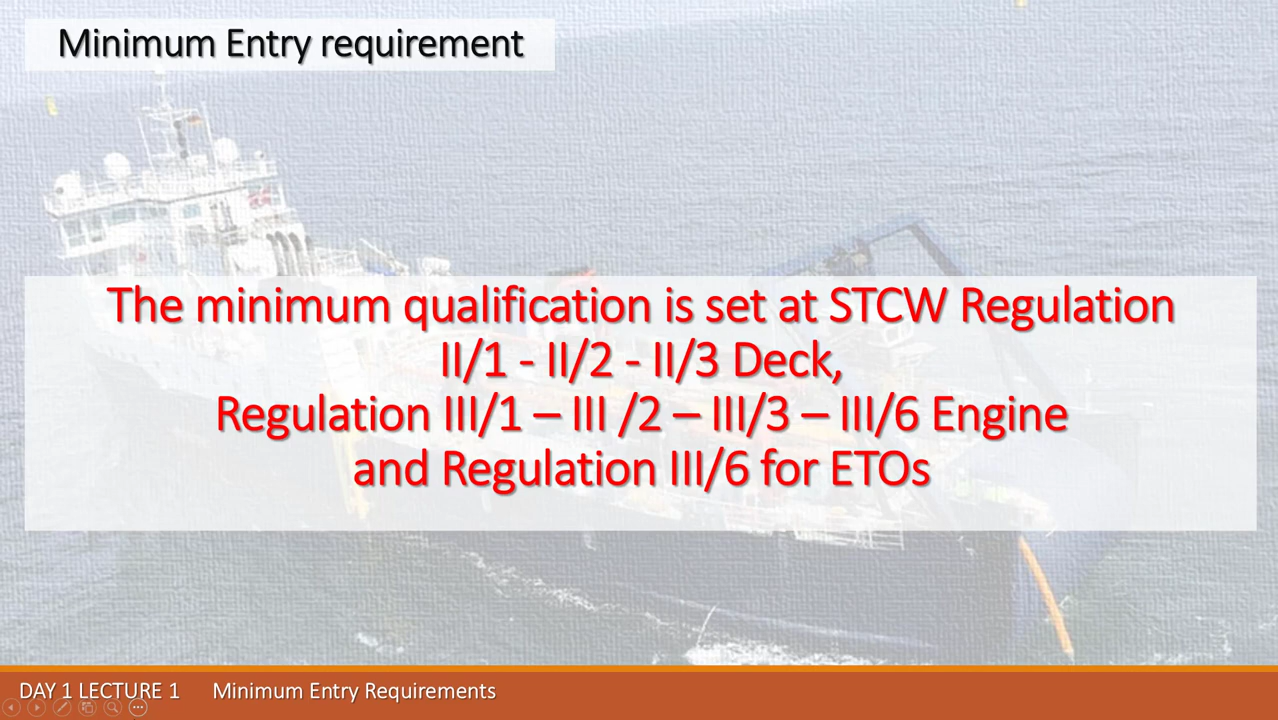 Minimum Entry requirement
The minimum qualification is set at STCW Regulation
II/1 - II/2 - II/3 Deck,
Regulation III/1 – III /2 – III/3 – III/6 Engine
and Regulation III/6 for ETOs
DAY 1 LECTURE 1 Minimum Entry Requirements